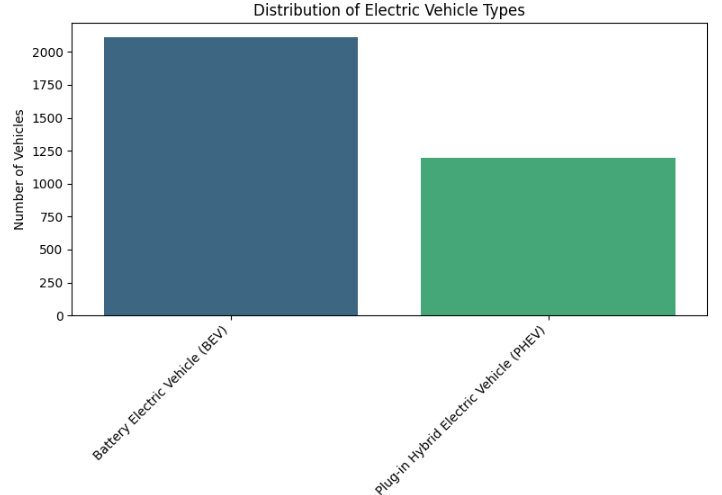 Distribution of Electric Vehicle Types
Number of Vehicles
2000
1750
1500
1250
1000
750
500
250
0
Battery Electric Vehicle (BEV)
Plug-in Hybrid Electric Vehicle (PHEV)